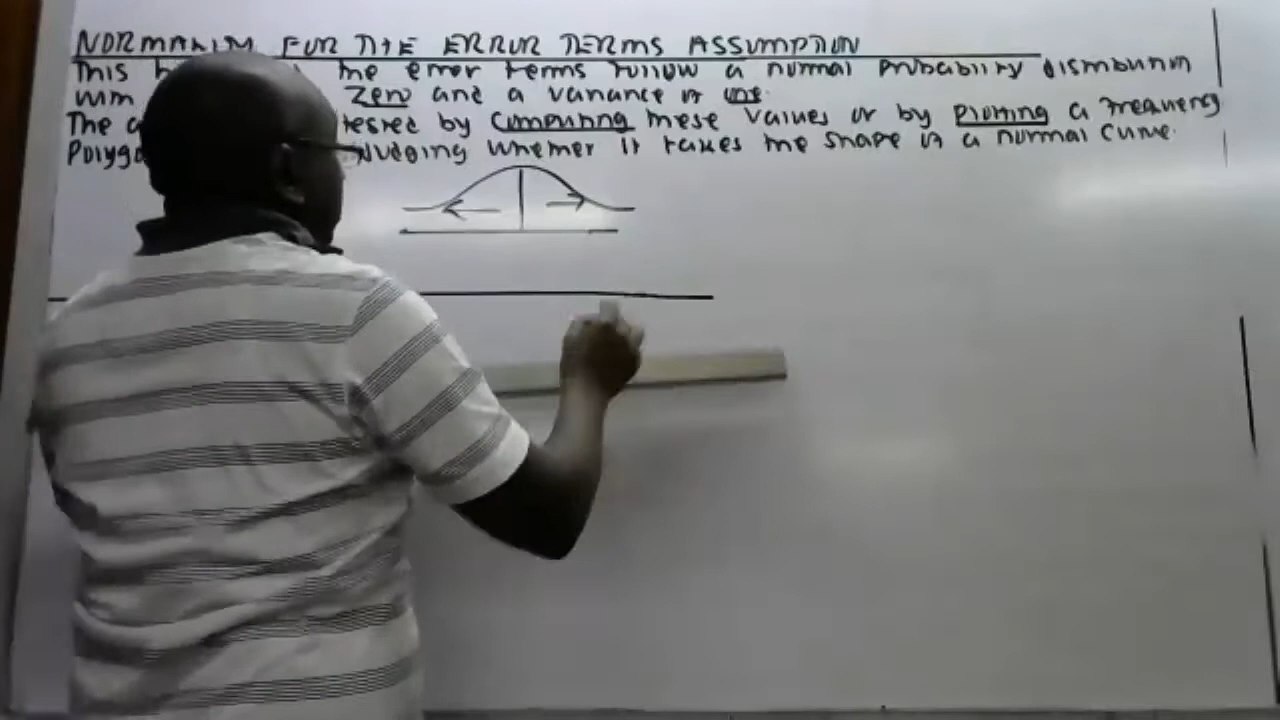 NORMALITY FOR THE ERROR TERMS ASSUMPTION
This the error terms follow a normal probability distribution
with zero and a variance of one.
The tested by computing these values or by plotting a frequency
Polygo judging whether it takes the shape of a normal curve.